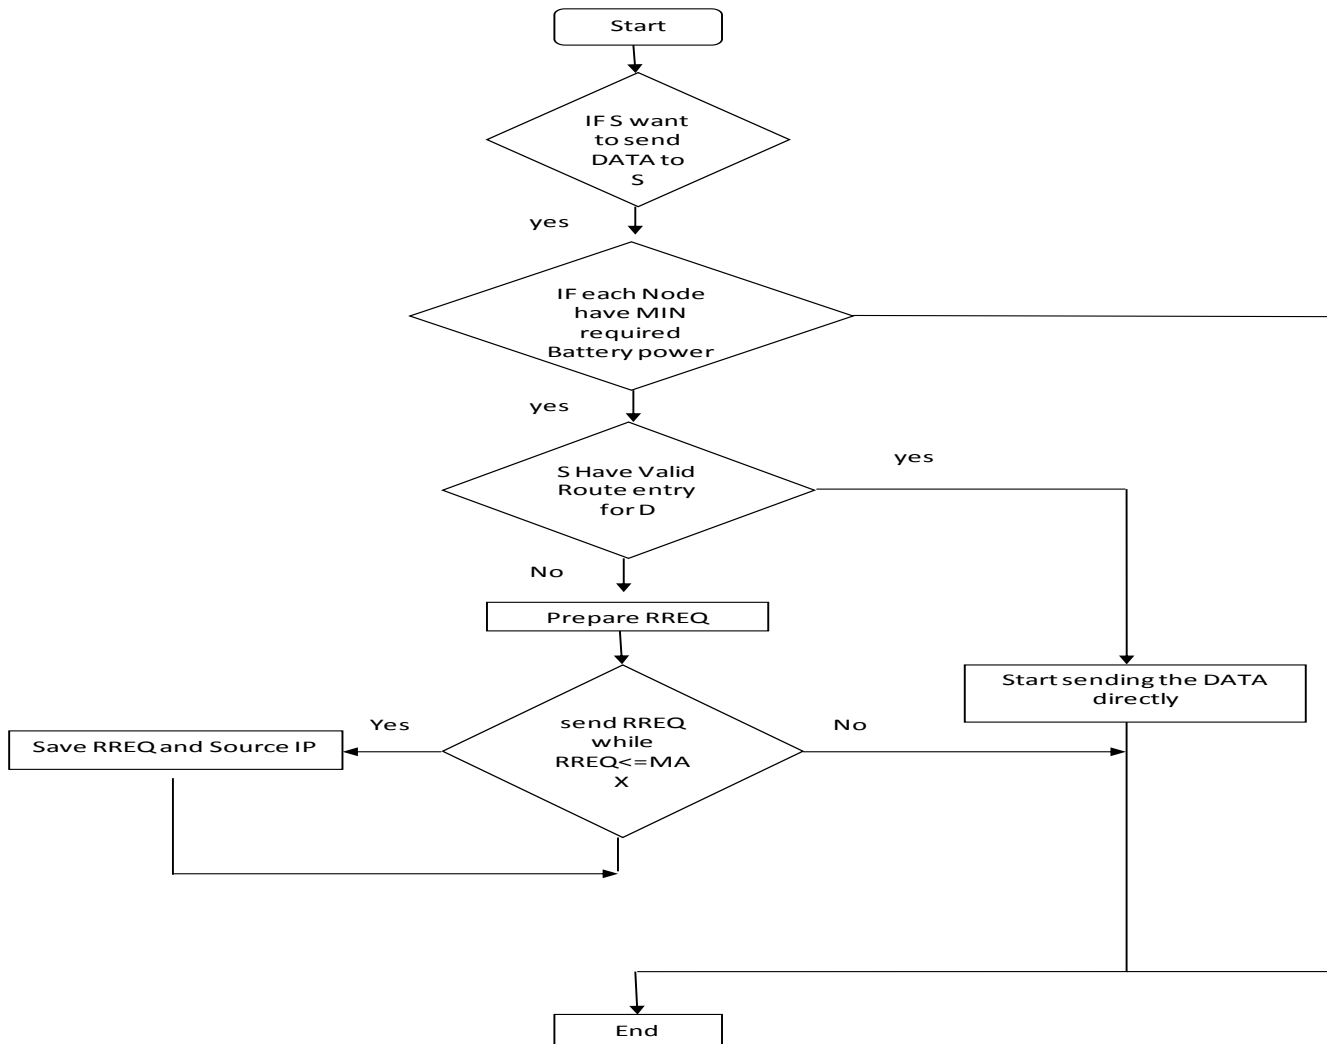 Start
IF S want
to send
DATA to
S
yes
IF each Node
have MIN
required
Battery power
yes
S Have Valid
Route entry
for D
yes
No
Prepare RREQ
Start sending the DATA
directly
Yes
send RREQ
while
RREQ<=MA
X
No
Save RREQ and Source IP
End